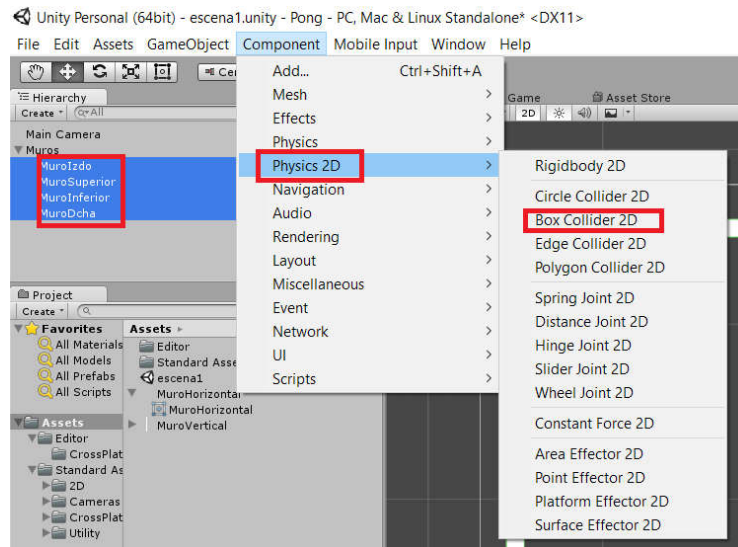 Unity Personal (64bit) - escena1.unity - Pong - PC, Mac & Linux Standalone* <DX11>
File Edit Assets GameObject Component Mobile Input Window Help
Hierarchy
Create All
Main Camera
Muros
MuroIzdo
MuroSuperior
MuroInferior
MuroDcha
Project
Create
Favorites
All Materials
All Models
All Prefabs
All Scripts
Assets
Editor
CrossPlat
Standard As
2D
Cameras
CrossPlat
Utility
Assets
Editor
Standard Asse
escena1
MuroHorizontal
MuroHorizontal
MuroVertical
Add... Ctrl+Shift+A
Mesh
Effects
Physics
Physics 2D
Navigation
Audio
Rendering
Layout
Miscellaneous
Event
Network
UI
Scripts
Game Asset Store
2D
Rigidbody 2D
Circle Collider 2D
Box Collider 2D
Edge Collider 2D
Polygon Collider 2D
Spring Joint 2D
Distance Joint 2D
Hinge Joint 2D
Slider Joint 2D
Wheel Joint 2D
Constant Force 2D
Area Effector 2D
Point Effector 2D
Platform Effector 2D
Surface Effector 2D